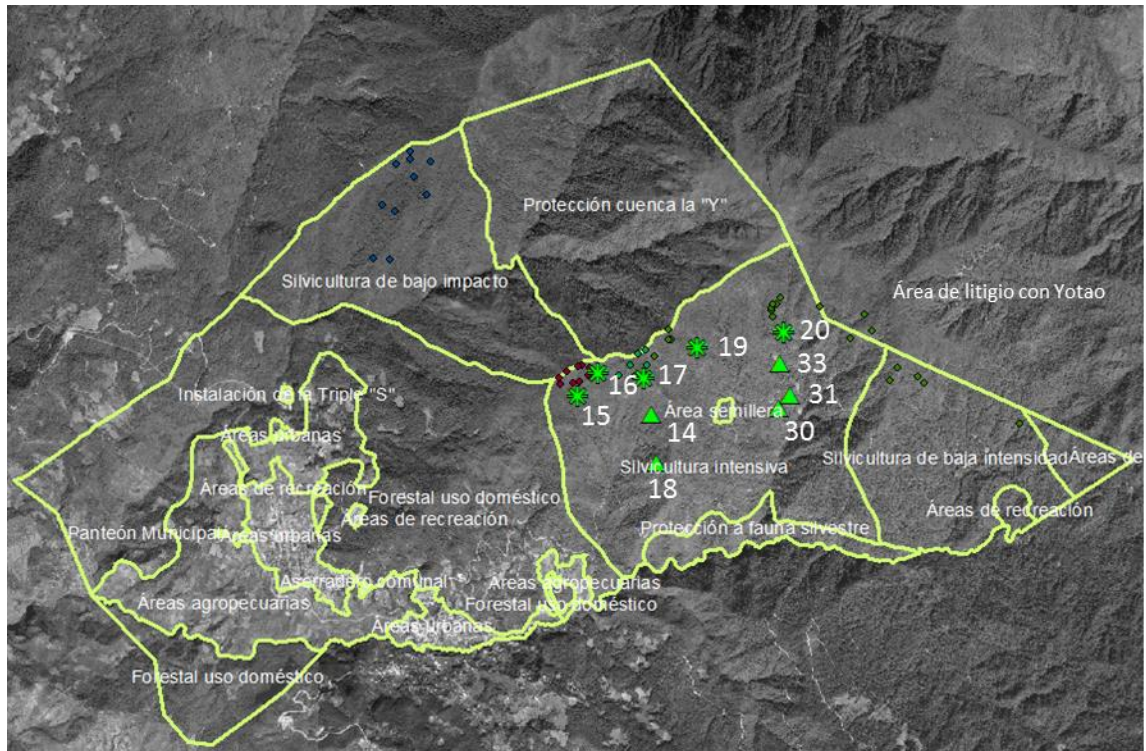 Protección cuenca la "Y"
Silvicultura de bajo impacto
Área de litigio con Yotao
20
19
33
16
17
31
15
Área semillera
14
30
Instalación de la Triple "S"
Áreas urbanas
18
Silvicultura intensiva
Silvicultura de baja intensidad
Áreas de
Áreas de recreación
Forestal uso doméstico
Áreas de recreación
Áreas de recreación
Panteón Municipal
Áreas urbanas
Protección a fauna silvestre
Aserradero comunal
Áreas agropecuarias
Áreas agropecuarias
Forestal uso doméstico
Áreas urbanas
Forestal uso doméstico